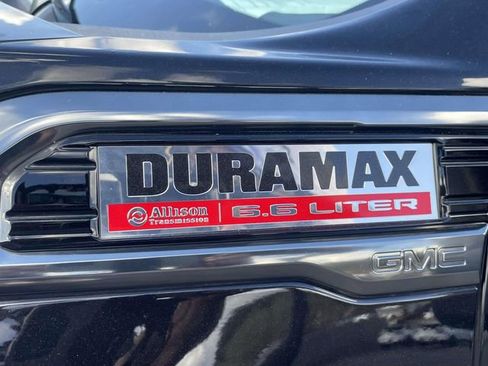 DURAMAX
Allison Transmission 6.6 LITER
GMC